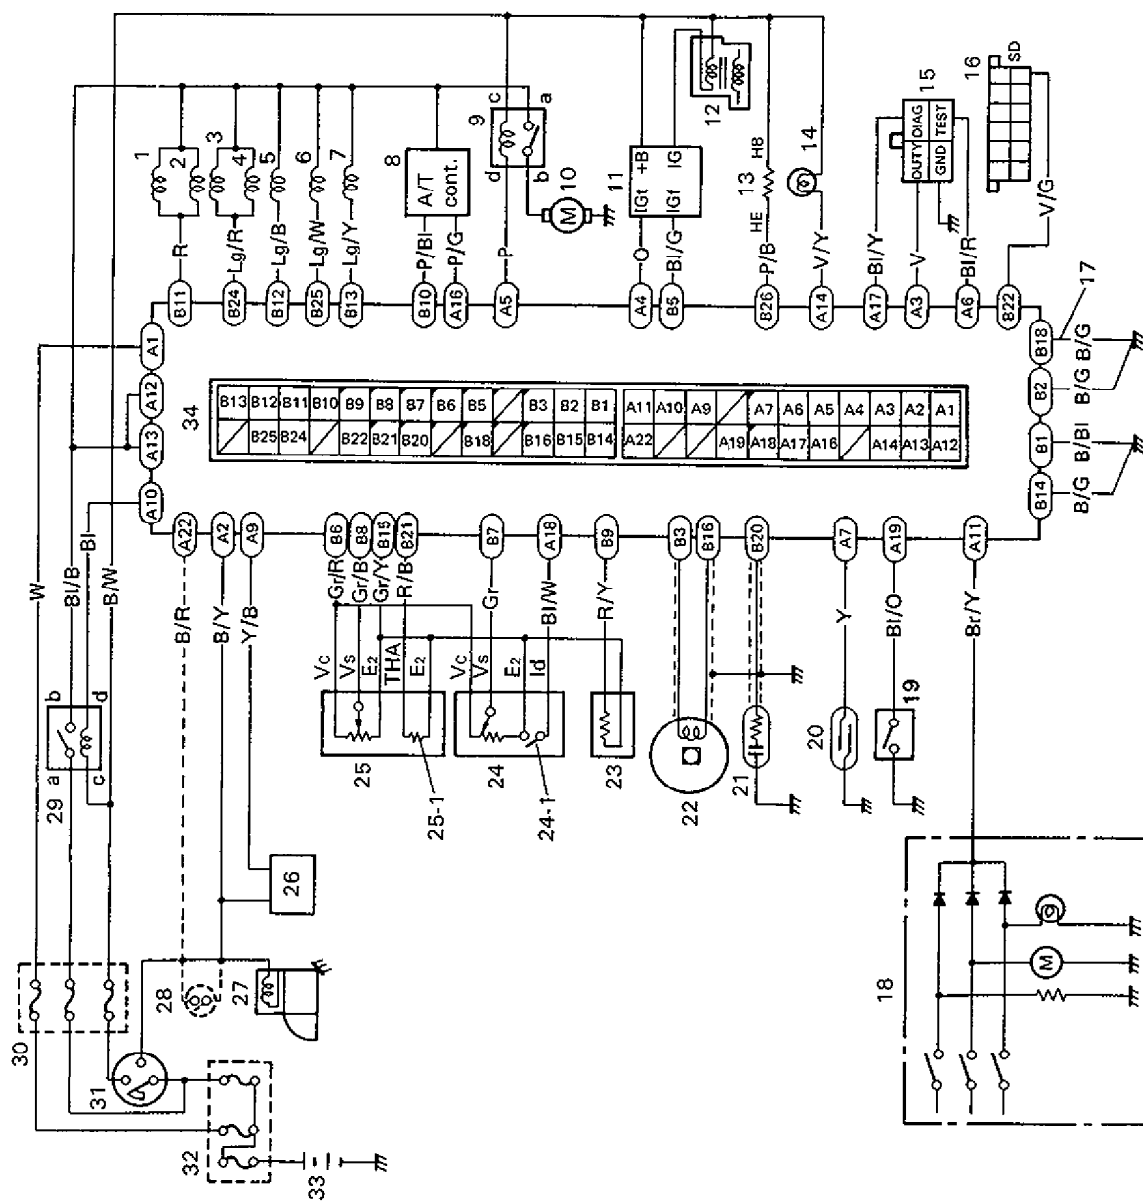 1
2
3
4
5
6
7
8
A/T
cont.
9
c
a
d
b
10
M
11
IGt +B
IGf IG
12
HB
13
HE
14
15
DUTY DIAG
GND TEST
16
SD
R
Lg/R
Lg/B
Lg/W
Lg/Y
P/Bl
P/G
P
O
Bl/G
P/B
V/Y
Bl/Y
V
Bl/R
V/G
B11
B24
B12
B25
B13
B10
A16
A5
A4
B5
B26
A14
A17
A3
A6
B22
17
A1
A12
A13
A10
B18
B2
B1
B14
B/G
B/G
B/Bl
B/G
34
B13 B12 B11 B10 B9 B8 B7 B6 B5 B3 B2 B1 A11 A10 A9 A7 A6 A5 A4 A3 A2 A1
B25 B24 B22 B21 B20 B18 B16 B15 B14 A22 A19 A18 A17 A16 A14 A13 A12
A22
A2
A9
B6
B8
B15
B21
B7
A18
B9
B3
B16
B20
A7
A19
A11
W
Bl/B
Bl
B/W
B/R
B/Y
Y/B
Gr/R
Gr/B
Gr/Y
R/B
Gr
Bl/W
R/Y
Y
Bl/O
Br/Y
Vc
Vs
E2
THA
E2
Vc
Vs
E2
Id
b
d
a
c
29
25
25-1
24
24-1
23
22
21
20
19
26
30
28
27
31
32
33
18
M